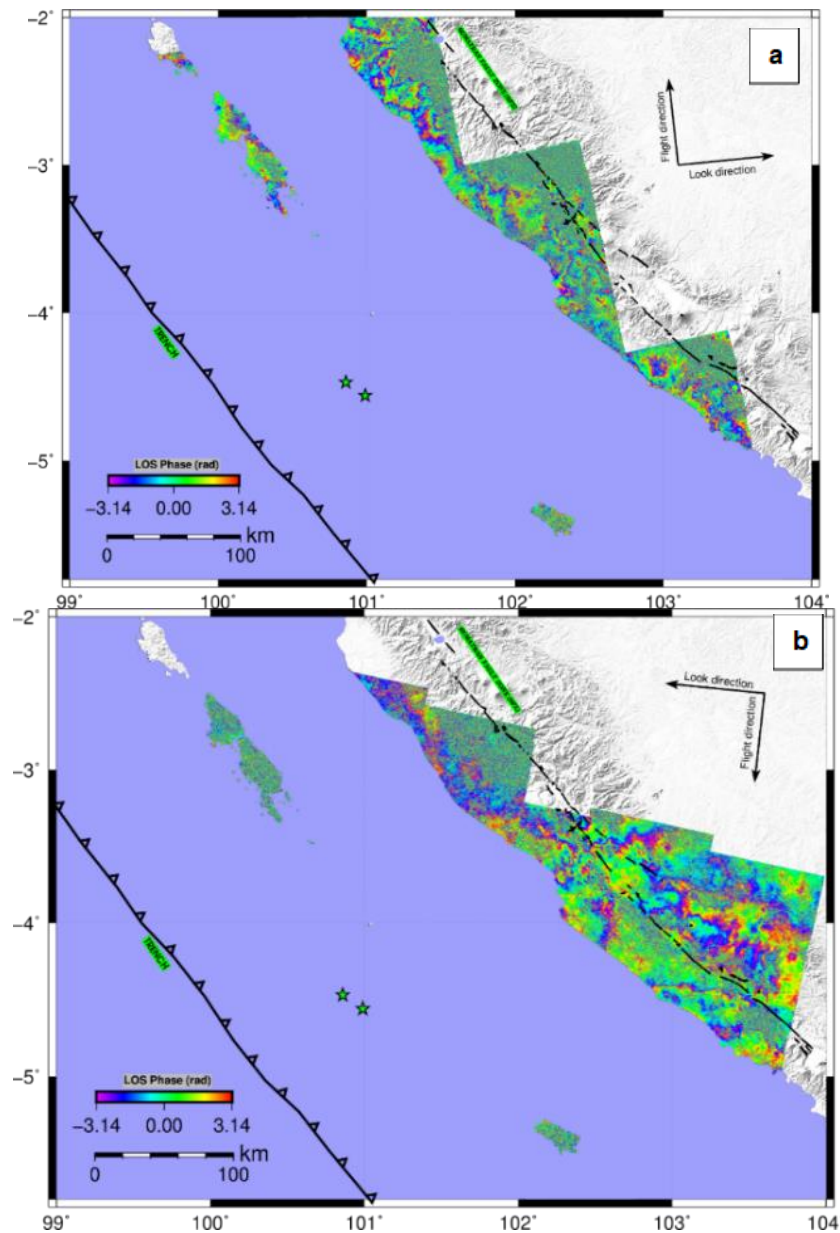 −2˚
a
Flight direction
Look direction
−3˚
−4˚
TRENCH
−5˚
LOS Phase (rad)
−3.14 0.00 3.14
km
0 100
99˚ 100˚ 101˚ 102˚ 103˚ 104˚
−2˚
b
Look direction
Flight direction
−3˚
−4˚
TRENCH
−5˚
LOS Phase (rad)
−3.14 0.00 3.14
km
0 100
99˚ 100˚ 101˚ 102˚ 103˚ 104